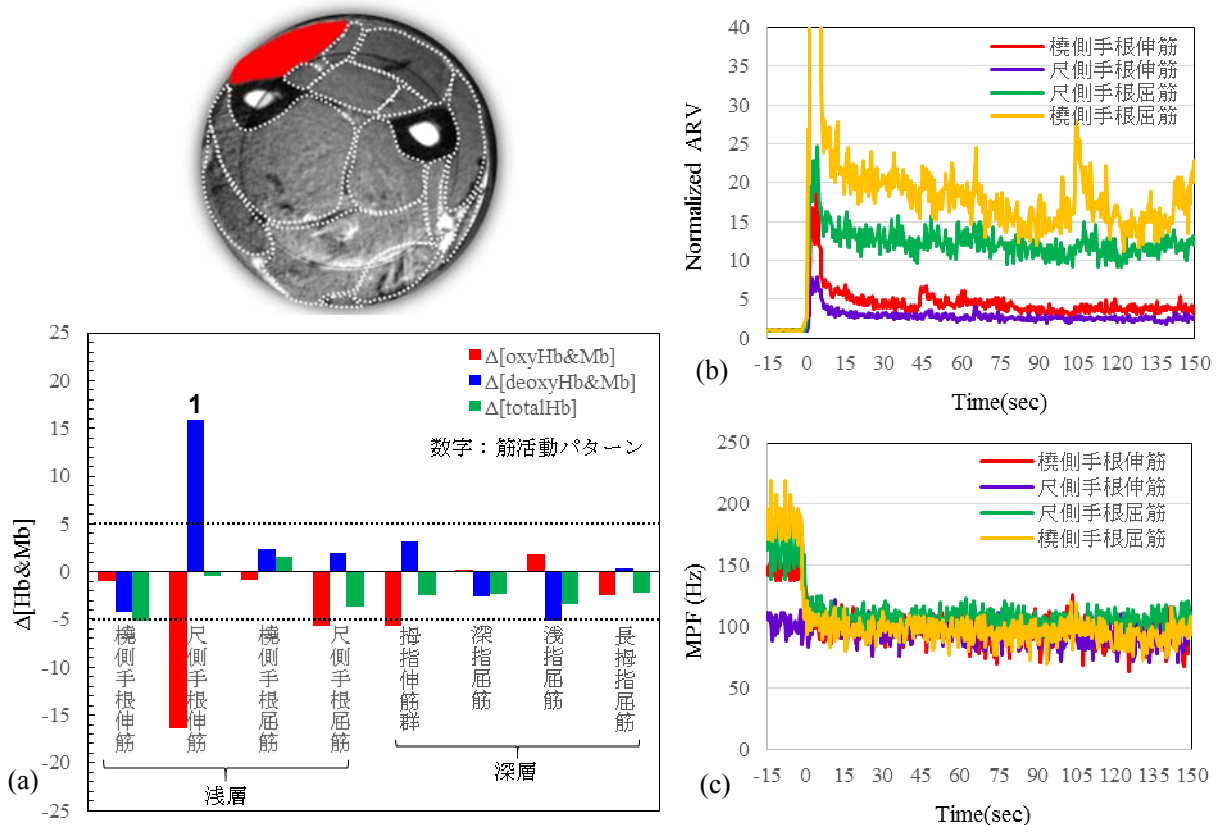 25
20
15
10
5
0
-5
-10
-15
-20
-25
Δ[Hb&Mb]
Δ[oxyHb&Mb]
Δ[deoxyHb&Mb]
Δ[totalHb]
1
数字：筋活動パターン
橈側手根伸筋
尺側手根伸筋
橈側手根屈筋
尺側手根屈筋
拇指伸筋群
深指屈筋
浅指屈筋
長拇指屈筋
浅層
深層
(a)
40
35
30
25
20
15
10
5
0
Normalized ARV
橈側手根伸筋
尺側手根伸筋
尺側手根屈筋
橈側手根屈筋
-15 0 15 30 45 60 75 90 105 120 135 150
Time(sec)
(b)
250
200
150
100
50
0
MPF (Hz)
橈側手根伸筋
尺側手根伸筋
尺側手根屈筋
橈側手根屈筋
-15 0 15 30 45 60 75 90 105 120 135 150
Time(sec)
(c)